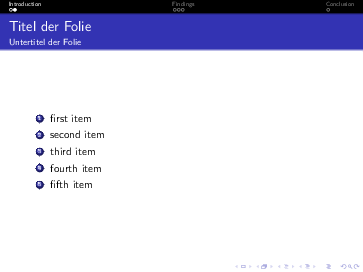 Introduction Findings Conclusion
Titel der Folie
Untertitel der Folie
1 first item
2 second item
3 third item
4 fourth item
5 fifth item